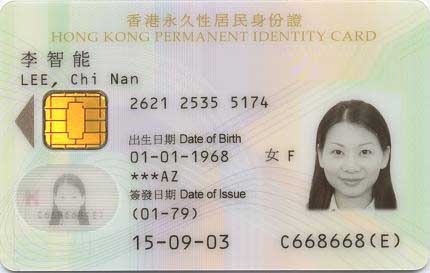 香港永久性居民身份證
HONG KONG PERMANENT IDENTITY CARD
李智能
LEE, Chi Nan
2621 2535 5174
出生日期 Date of Birth
01-01-1968 女 F
***AZ
簽發日期 Date of Issue
(01-79)
15-09-03
C668668(E)
C668668(E)